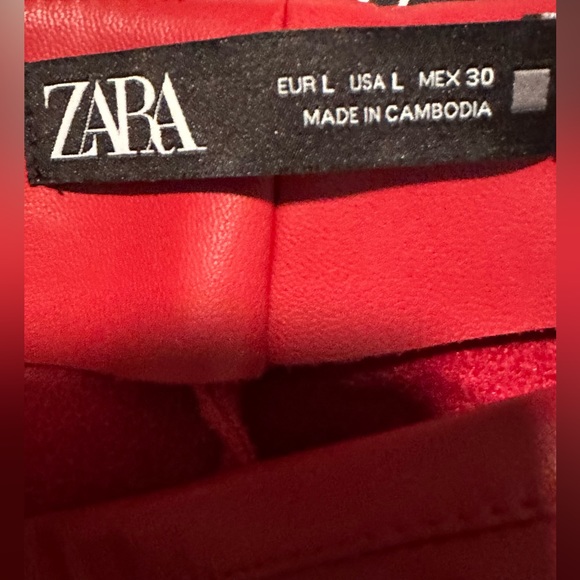 ZARA
EUR L USA L MEX 30
MADE IN CAMBODIA